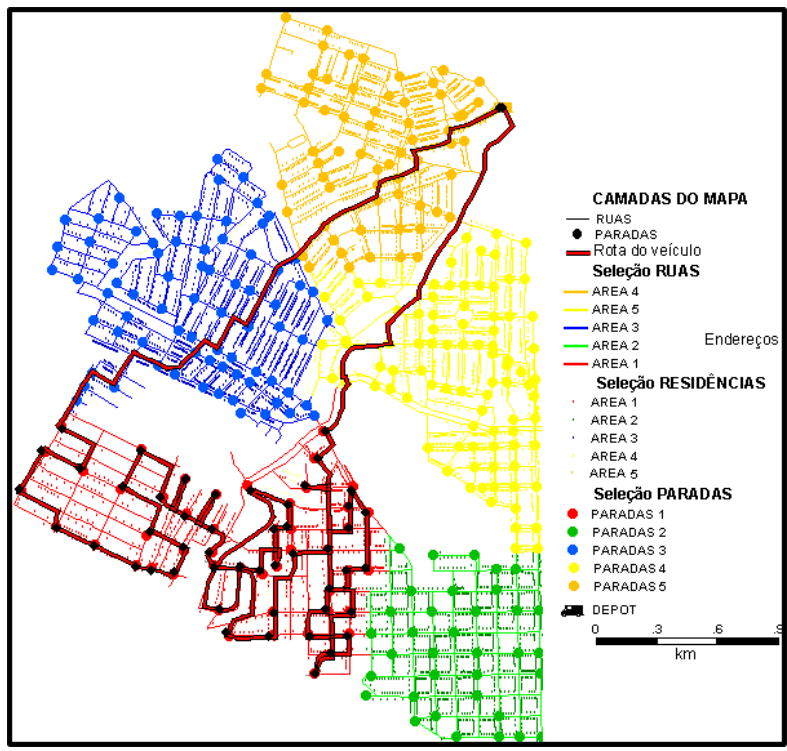 CAMADAS DO MAPA
RUAS
PARADAS
Rota do veículo
Seleção RUAS
AREA 4
AREA 5
AREA 3
AREA 2
AREA 1
Endereços
Seleção RESIDÊNCIAS
AREA 1
AREA 2
AREA 3
AREA 4
AREA 5
Seleção PARADAS
PARADAS 1
PARADAS 2
PARADAS 3
PARADAS 4
PARADAS 5
DEPOT
0 .3 .6 .9
km